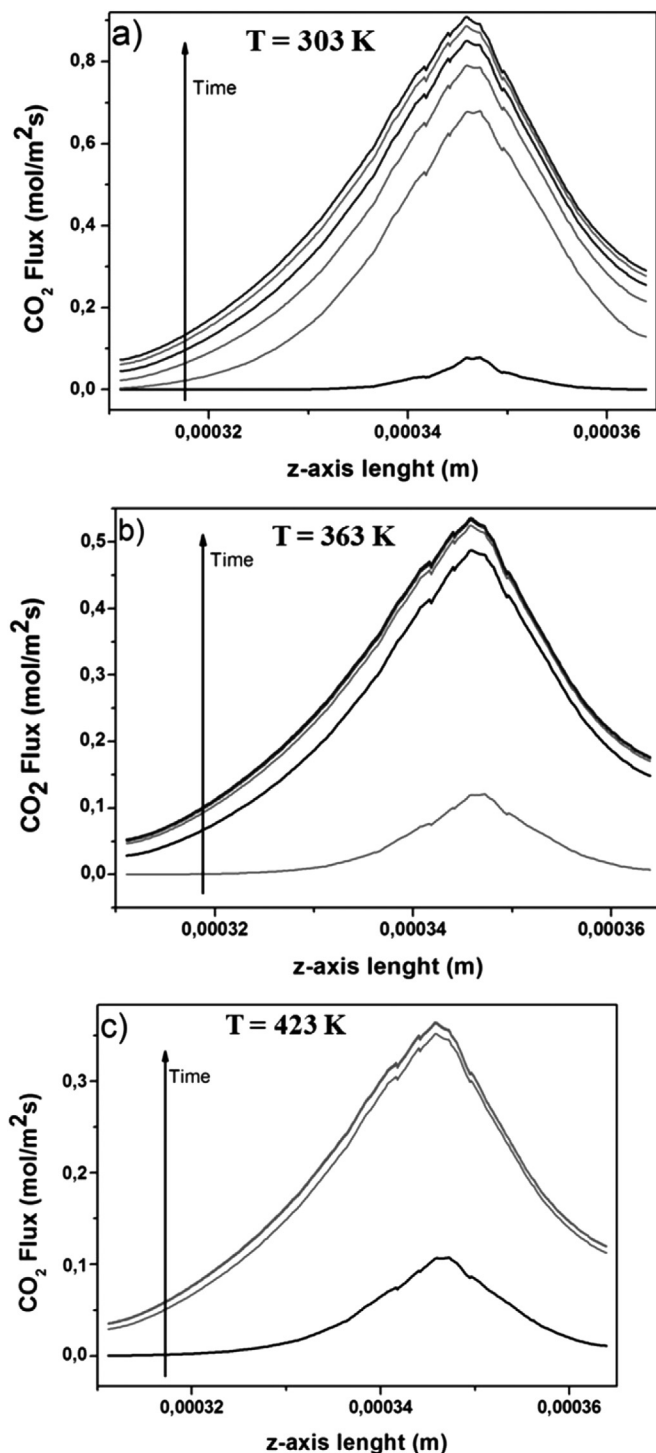 a)
T = 303 K
Time
CO₂ Flux (mol/m²s)
0,8
0,6
0,4
0,2
0,0
0,00032
0,00034
0,00036
z-axis lenght (m)
b)
T = 363 K
Time
CO2 Flux (mol/m²s)
0,5
0,4
0,3
0,2
0,1
0,0
0,00032
0,00034
0,00036
z-axis lenght (m)
c)
T = 423 K
Time
CO₂ Flux (mol/m²s)
0,3
0,2
0,1
0,0
0,00032
0,00034
0,00036
z-axis lenght (m)